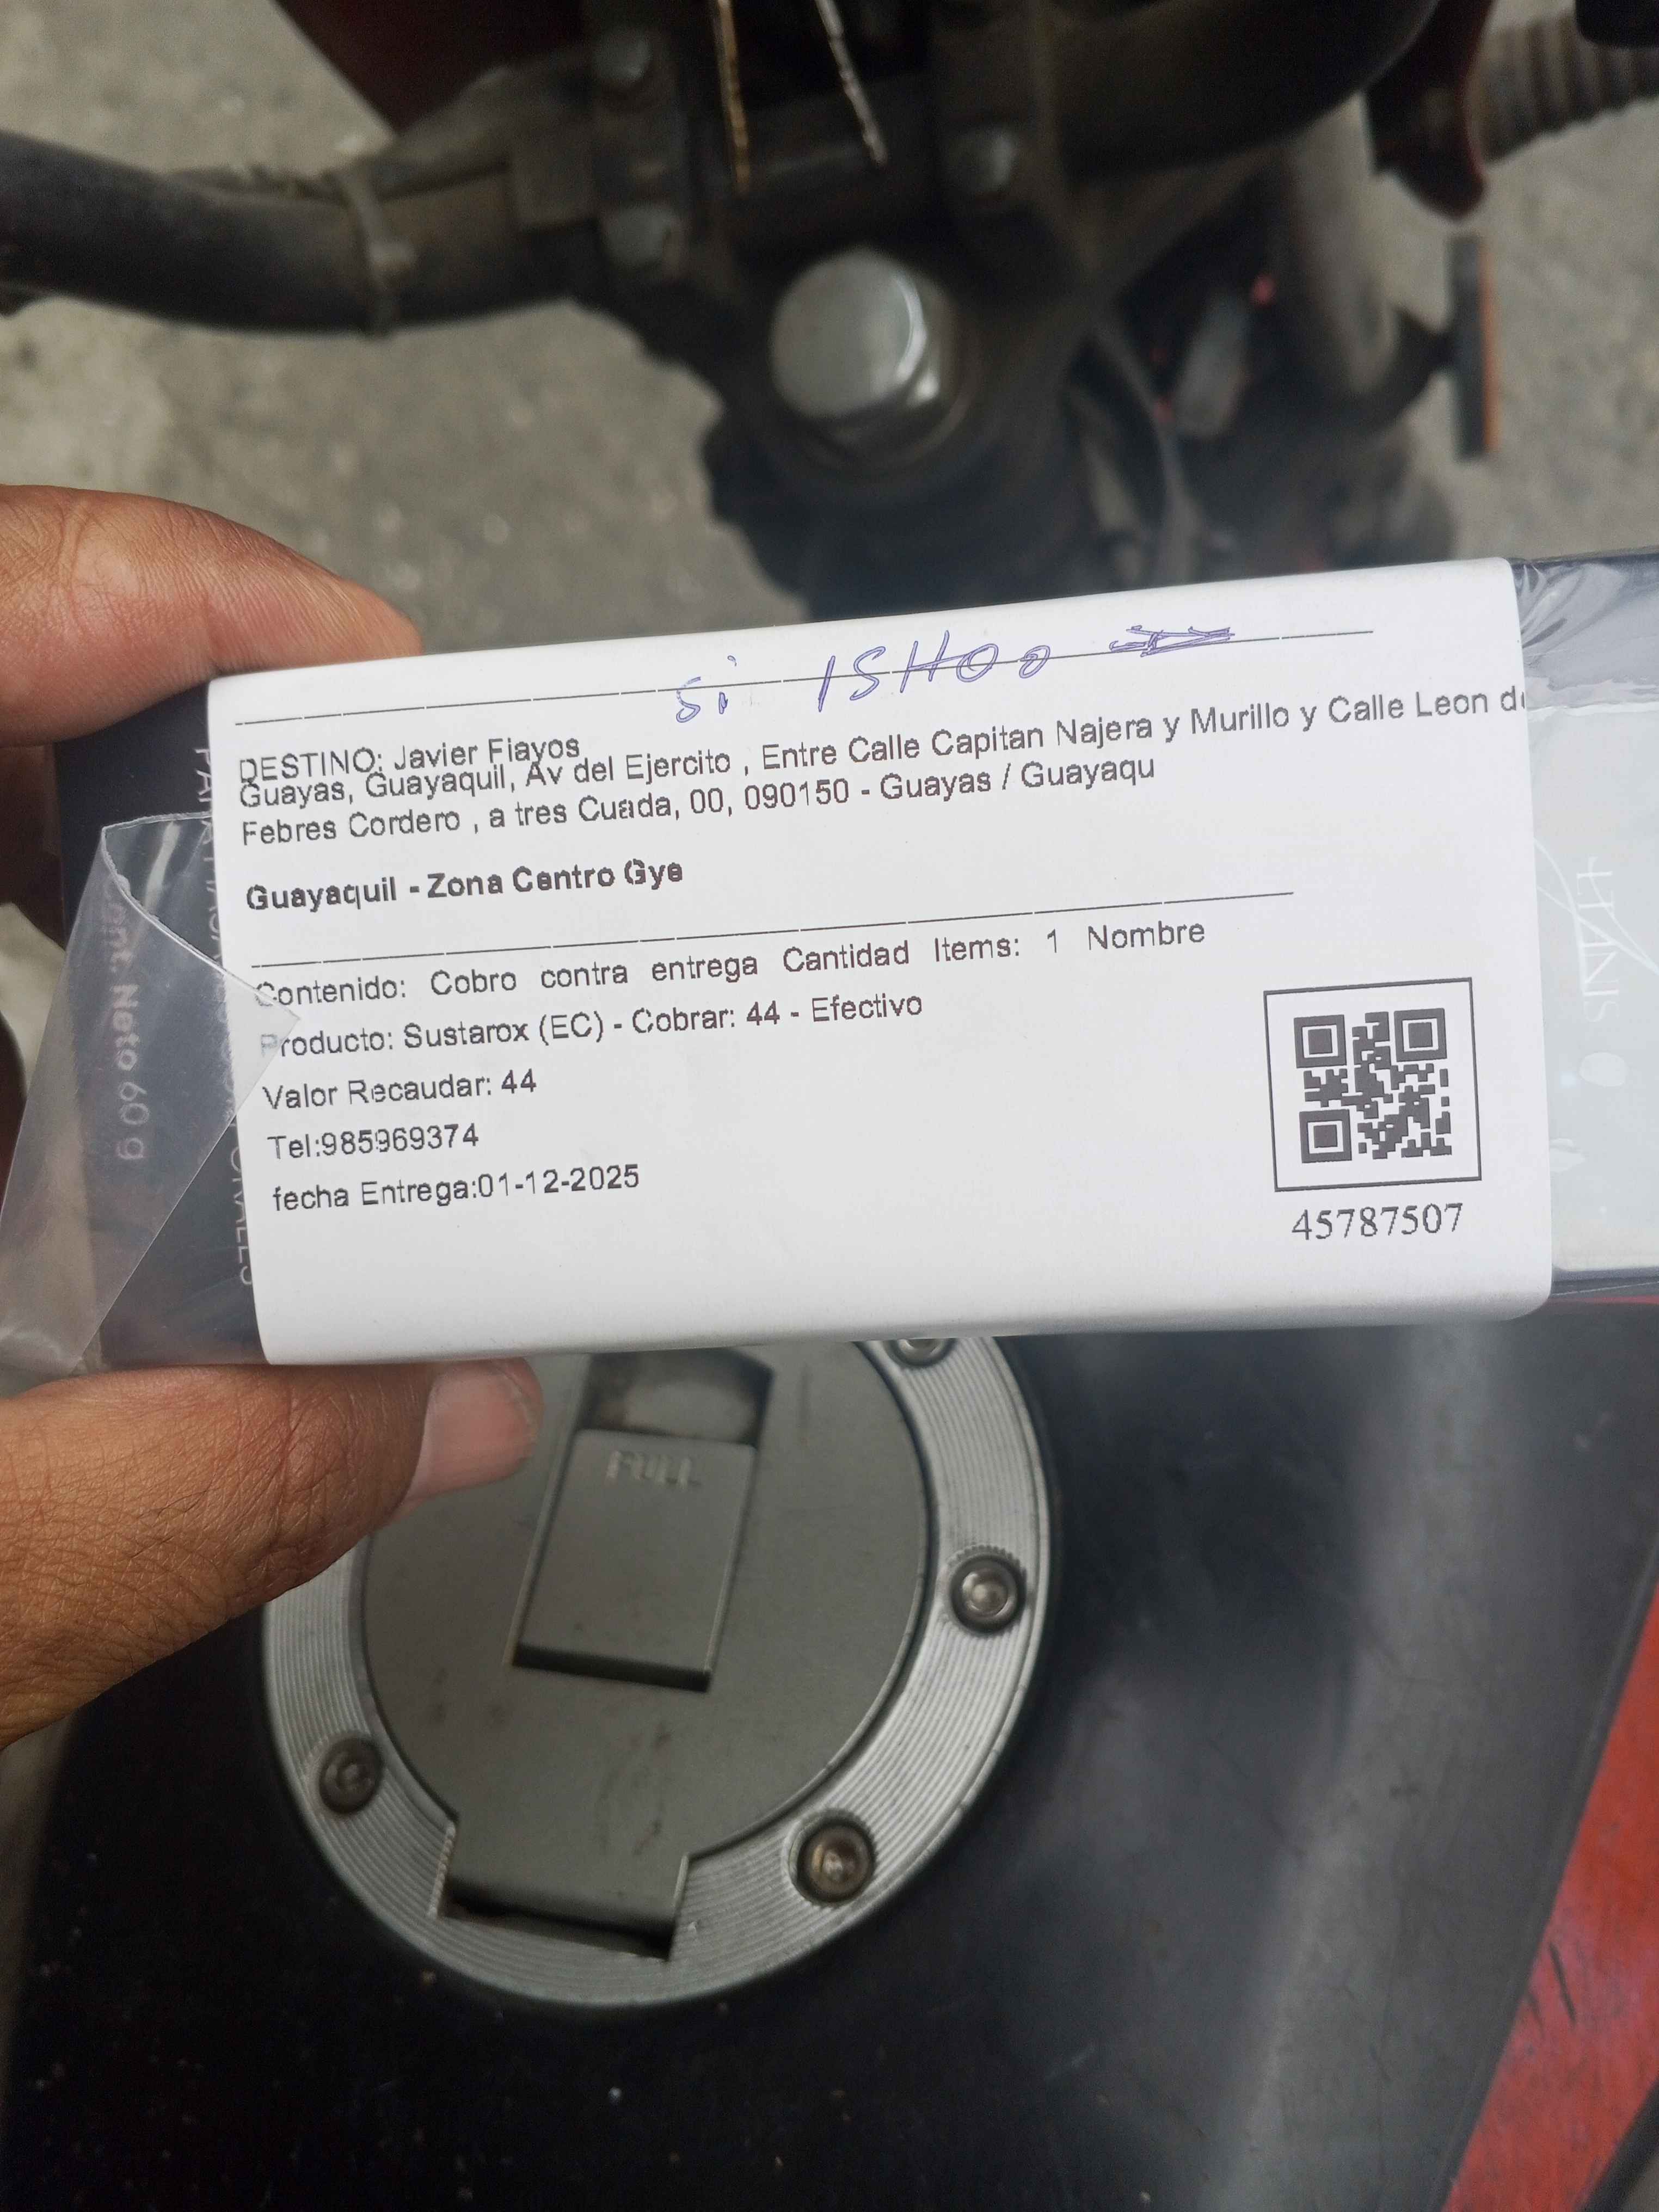 si 15H00
DESTINO: Javier Fiayos
Guayas, Guayaquil, Av del Ejercito , Entre Calle Capitan Najera y Murillo y Calle Leon de
Febres Cordero , a tres Cuada, 00, 090150 - Guayas / Guayaqu
Guayaquil - Zona Centro Gye
Contenido: Cobro contra entrega Cantidad Items: 1 Nombre
Producto: Sustarox (EC) - Cobrar: 44 - Efectivo
Valor Recaudar: 44
Tel:985969374
fecha Entrega:01-12-2025
45787507
Neto 60 g
FULL